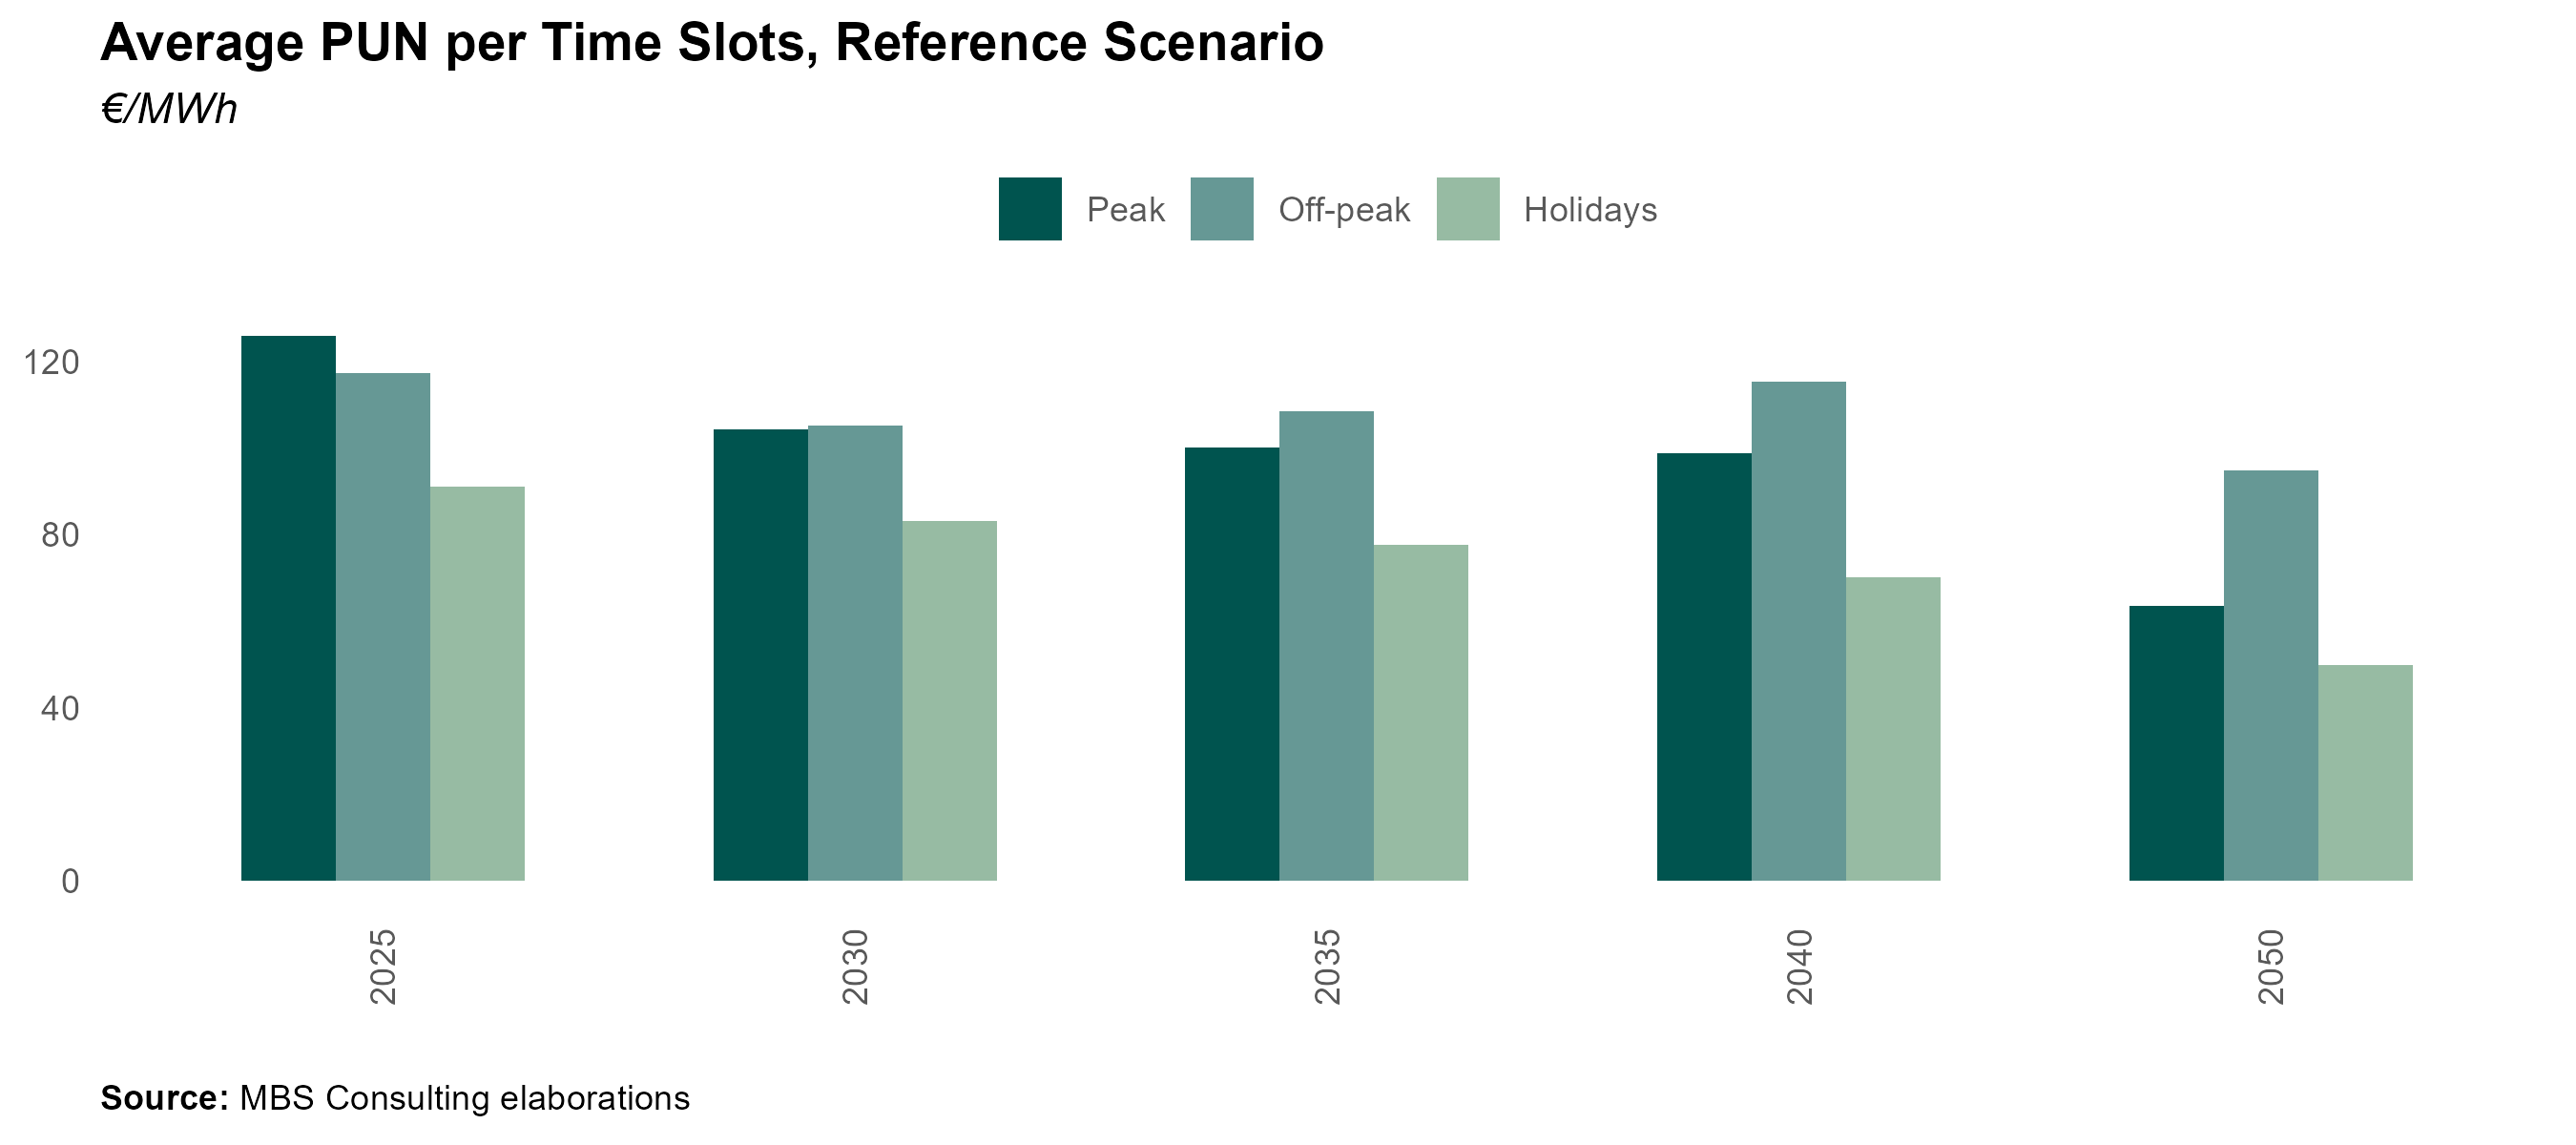 Average PUN per Time Slots, Reference Scenario
€/MWh
Peak Off-peak Holidays
120
80
40
0
2025 2030 2035 2040 2050
Source: MBS Consulting elaborations